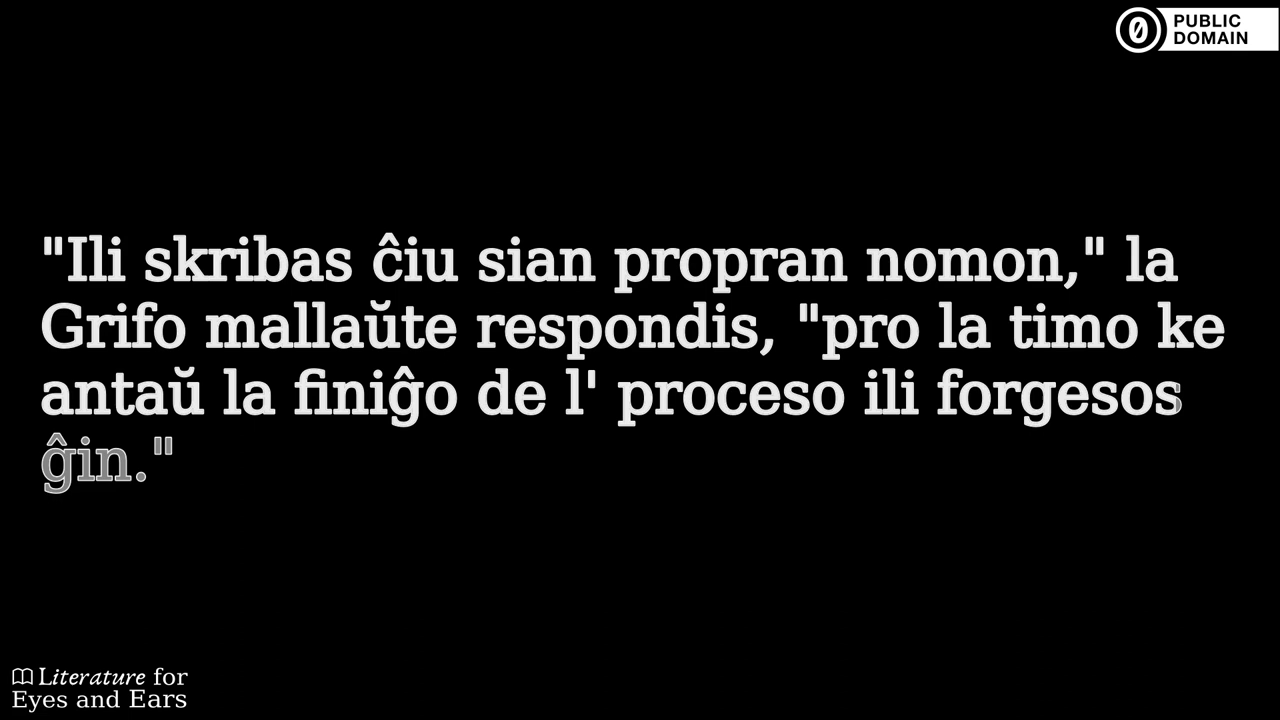 PUBLIC
DOMAIN
"Ili skribas ĉiu sian propran nomon," la
Grifo mallaŭte respondis, "pro la timo ke
antaŭ la finiĝo de l' proceso ili forgesos
ĝin."
Literature for
Eyes and Ears